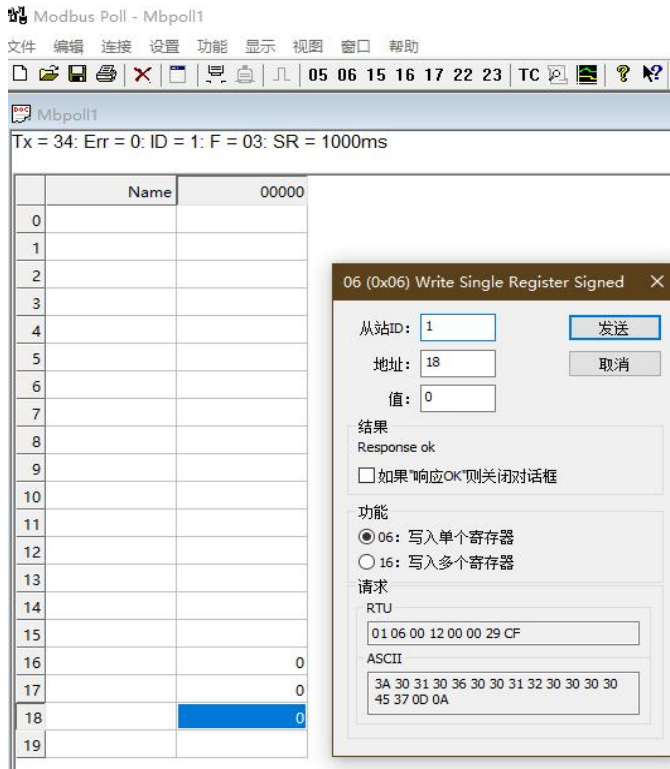 Modbus Poll - Mbpoll1
文件 编辑 连接 设置 功能 显示 视图 窗口 帮助
05 06 15 16 17 22 23 TC
Mbpoll1
Tx = 34: Err = 0: ID = 1: F = 03: SR = 1000ms
Name 00000
0
1
2
3
4
5
6
7
8
9
10
11
12
13
14
15
16 0
17 0
18 0
19
06 (0x06) Write Single Register Signed
从站ID: 1 发送
地址: 18 取消
值: 0
结果
Response ok
如果"响应OK"则关闭对话框
功能
06: 写入单个寄存器
16: 写入多个寄存器
请求
RTU
01 06 00 12 00 00 29 CF
ASCII
3A 30 31 30 36 30 30 31 32 30 30 30 30
45 37 0D 0A